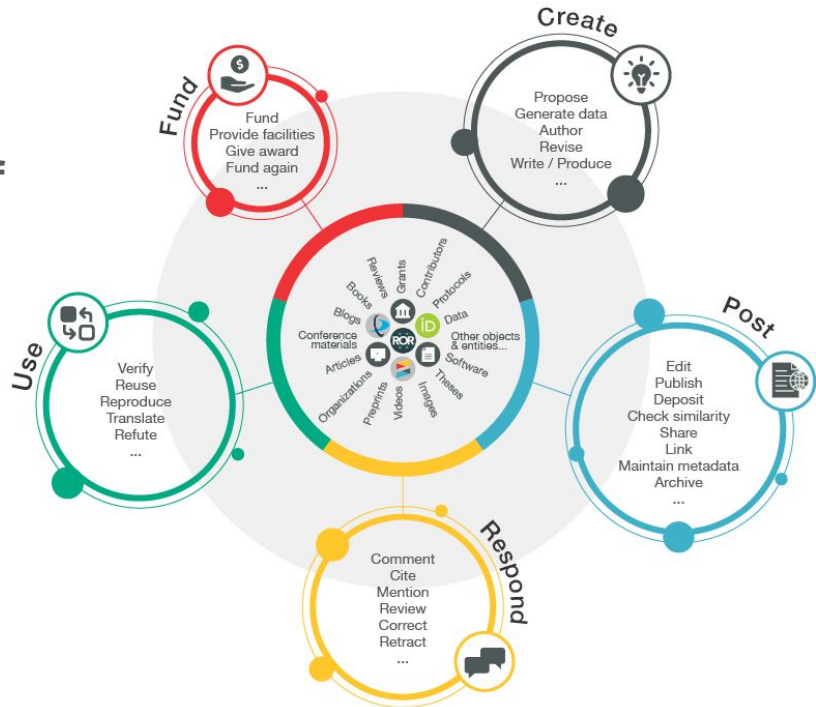 Fund
Fund
Provide facilities
Give award
Fund again
...
Create
Propose
Generate data
Author
Revise
Write / Produce
...
Use
Verify
Reuse
Reproduce
Translate
Refute
...
Post
Edit
Publish
Deposit
Check similarity
Share
Link
Maintain metadata
Archive
...
Respond
Comment
Cite
Mention
Review
Correct
Retract
...
Grants
Contributors
Protocols
Data
Other objects
& entities...
Software
Theses
Images
Videos
Preprints
Organizations
Articles
Conference
materials
Blogs
Books
Reviews
iD
ROR
$